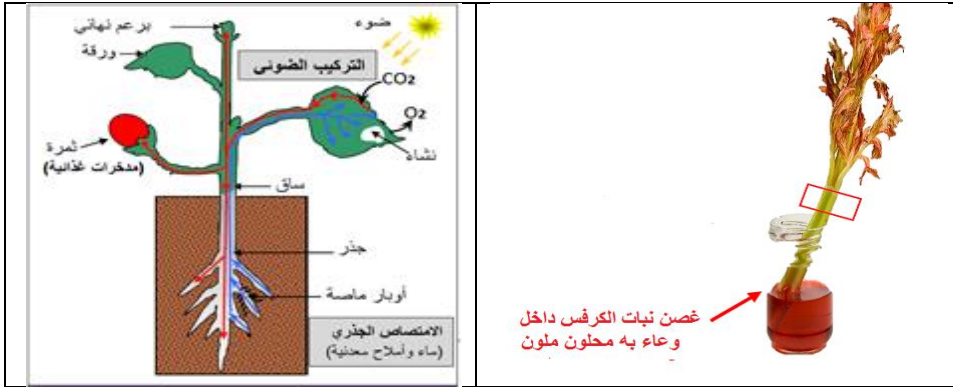 ضوء
برعم نهائي
ورقة
التركيب الضوئي
CO2
O2
نشاء
ثمرة
(مدخرات غذائية)
ساق
جذر
أوبار ماصة
الامتصاص الجذري
(ماء وأملاح معدنية)
غصن نبات الكرفس داخل
وعاء به محلول ملون